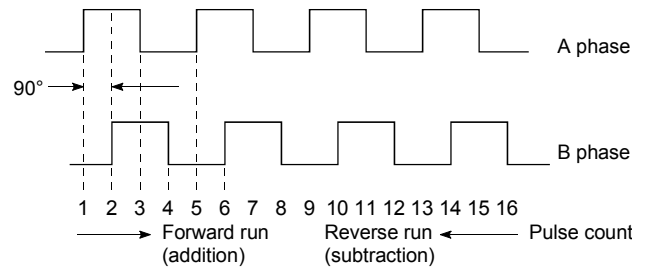 A phase
90°
B phase
1 2 3 4 5 6 7 8 9 10 11 12 13 14 15 16
Forward run Reverse run Pulse count
(addition) (subtraction)